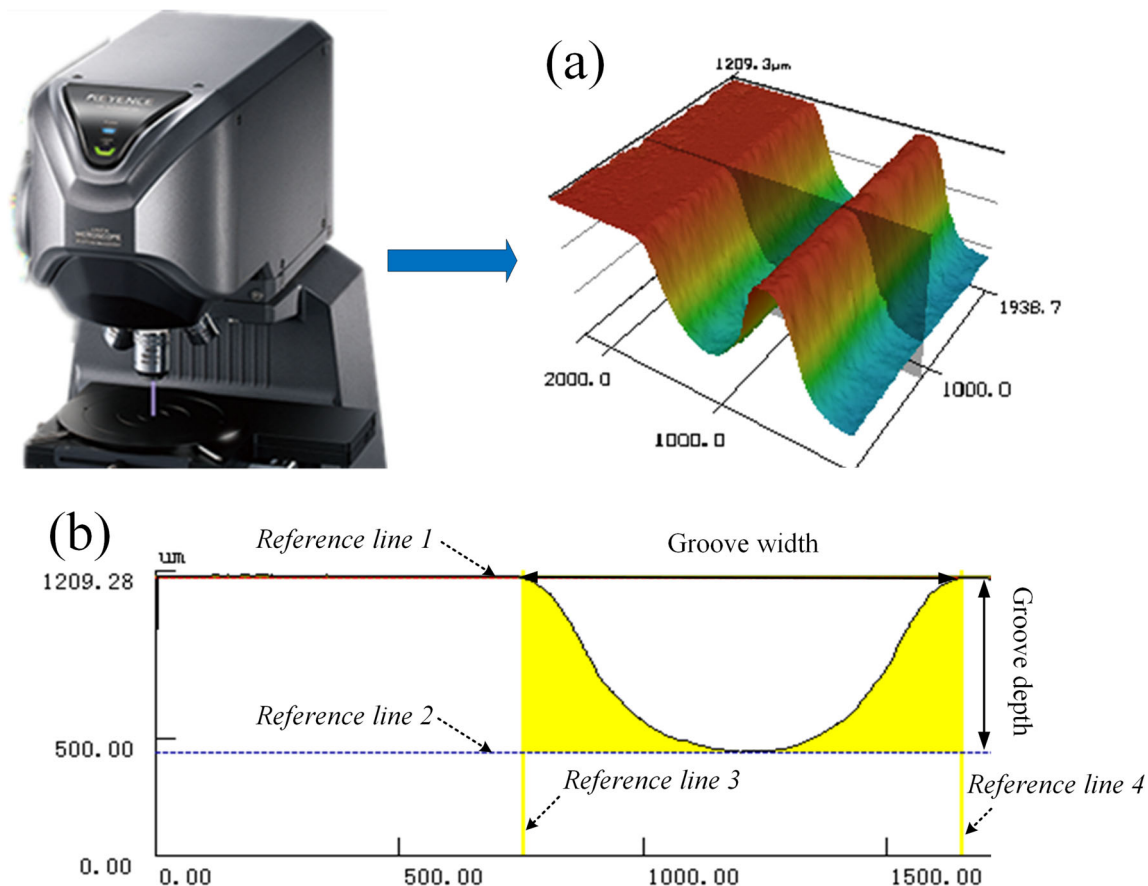 (a)
1209.3µm
KEYENCE
MICROSCOPE
1938.7
2000.0
1000.0
1000.0
(b)
Reference line 1
Groove width
um
1209.28
Groove depth
Reference line 2
500.00
Reference line 3
Reference line 4
0.00
0.00
500.00
1000.00
1500.00